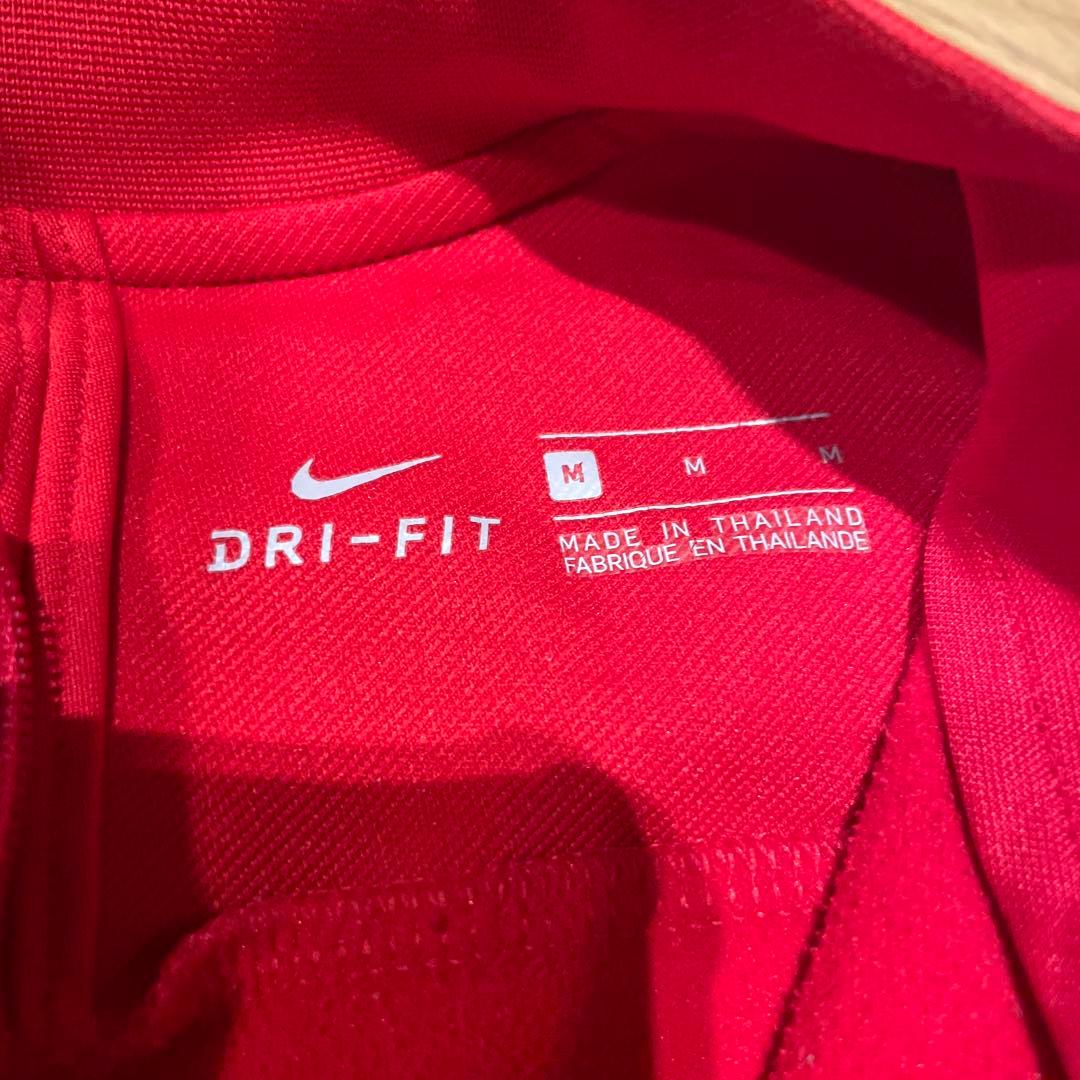 DRI-FIT
M M M
MADE IN THAILAND
FABRIQUE EN THAILANDE